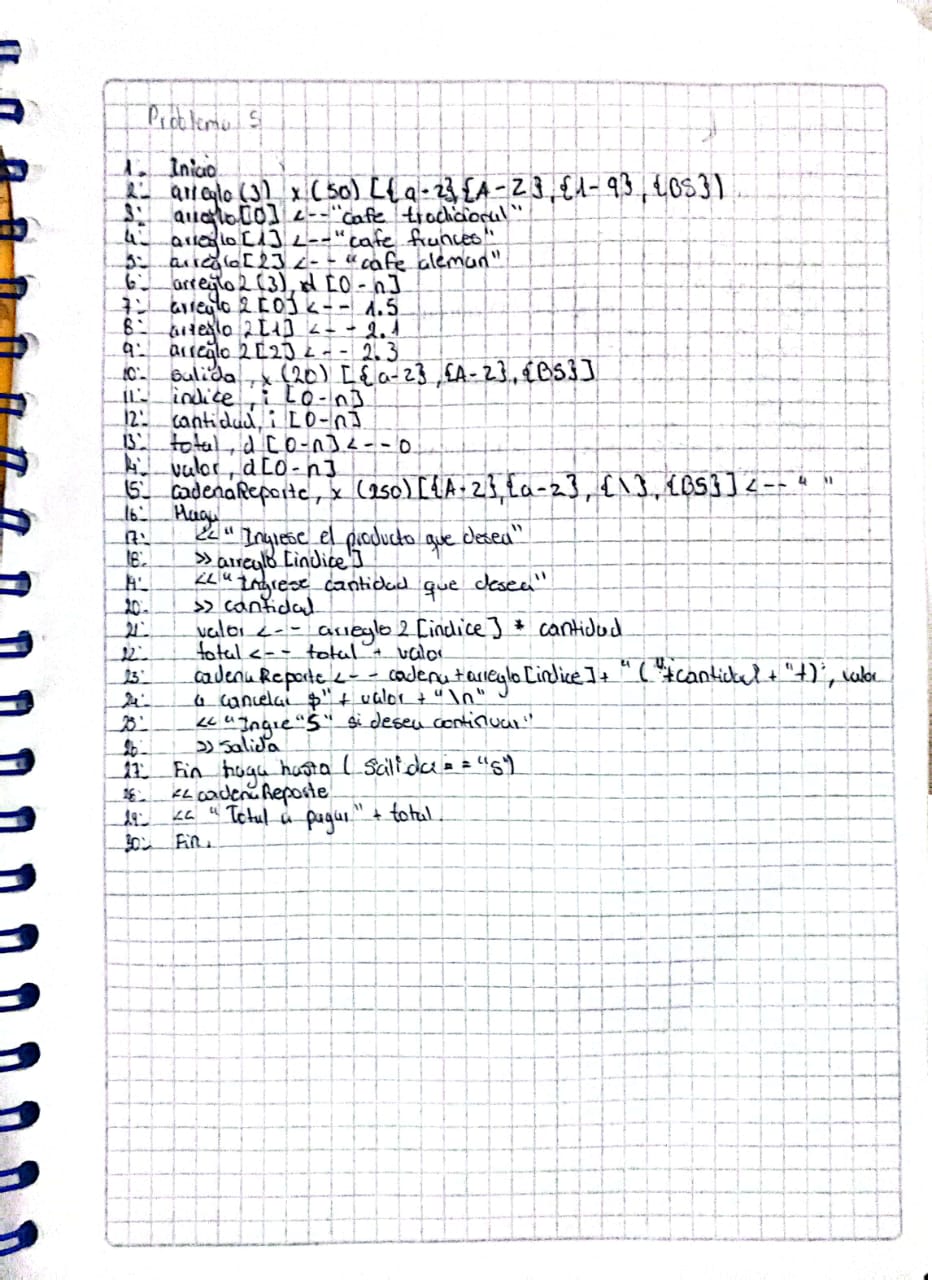 Problema 5
1- Inicio
2- arreglo (3), x (50) [{a-z},{A-Z},{1-9},{BS})
3- arreglo[0] <--"cafe tradicional"
4- arreglo[1] <--"cafe frances"
5- arreglo[2] <-- "cafe aleman"
6- arreglo 2 (3), d [0-n]
7- arreglo 2 [0] <-- 1.5
8- arreglo 2 [1] <-- 2.1
9- arreglo 2 [2] <-- 2.3
10- salida, x (20) [{a-z},{A-Z},{BS}]
11- indice, i [0-n]
12- cantidad, i [0-n]
13- total, d [0-n] <--0
14- valor, d[0-n]
15- cadenaReporte, x (250) [{A-Z},{a-z}, {\}, {BS}] <-- " "
16- Haga
17- <<"Ingrese el producto que desea"
18- >> arreglo [indice]
19- <<"Ingrese cantidad que desea"
20- >> cantidad
21- valor <-- arreglo 2 [indice] * cantidad
22- total <-- total + valor
23- cadenaReporte <-- cadena + arreglo [indice] + "("+cantidad + "+)", valor
24- a cancelar $" + valor + "\n"
25- << "Ingre "S" si desea continuar"
26- >> salida
27- Fin haga hasta ( Salida == "s")
28- << cadenaReporte
29- << "Total a pagar" + total.
30- Fin.